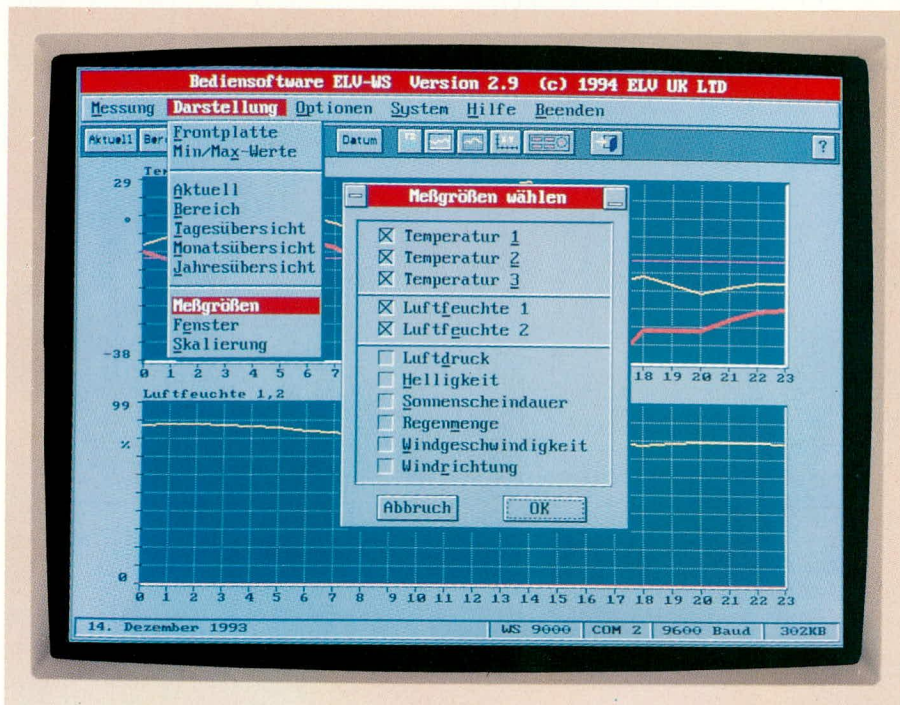 Bediensoftware ELV-WS Version 2.9 (c) 1994 ELV UK LTD
Messung Darstellung Optionen System Hilfe Beenden
Aktuell Datum ?
Frontplatte
Min/Max-Werte
Aktuell
Bereich
Tagesübersicht
Monatsübersicht
Jahresübersicht
Meßgrößen
Fenster
Skalierung
29
°
-38
0 1 2 3 4 5 6 7 18 19 20 21 22 23
Meßgrößen wählen
Temperatur 1
Temperatur 2
Temperatur 3
Luftfeuchte 1
Luftfeuchte 2
Luftdruck
Helligkeit
Sonnenscheindauer
Regenmenge
Windgeschwindigkeit
Windrichtung
Abbruch OK
Luftfeuchte 1,2
99
%
0
0 1 2 3 4 5 6 7 8 9 10 11 12 13 14 15 16 17 18 19 20 21 22 23
14. Dezember 1993 WS 9000 COM 2 9600 Baud 302KB